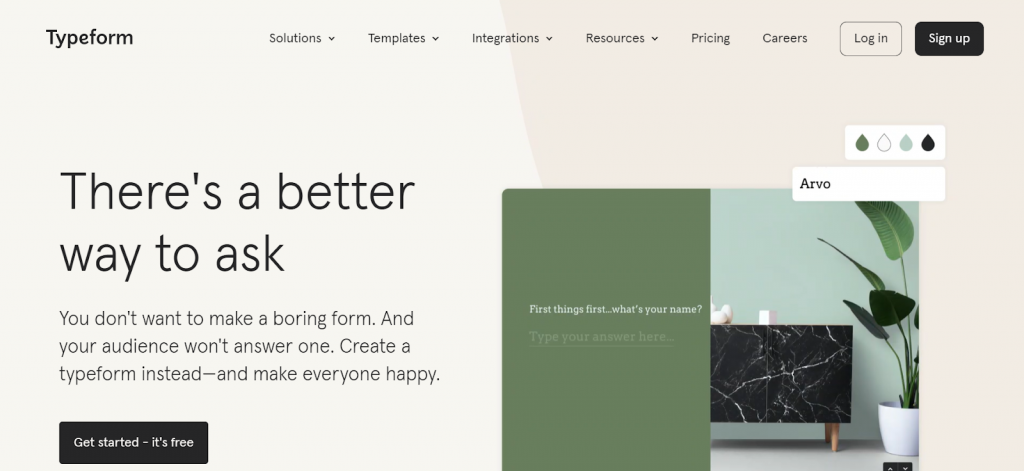 Typeform
Solutions
Templates
Integrations
Resources
Pricing
Careers
Log in
Sign up
There's a better
way to ask
You don't want to make a boring form. And
your audience won't answer one. Create a
typeform instead—and make everyone happy.
Get started – it's free
Arvo
First things first...what's your name?
Type your answer here...